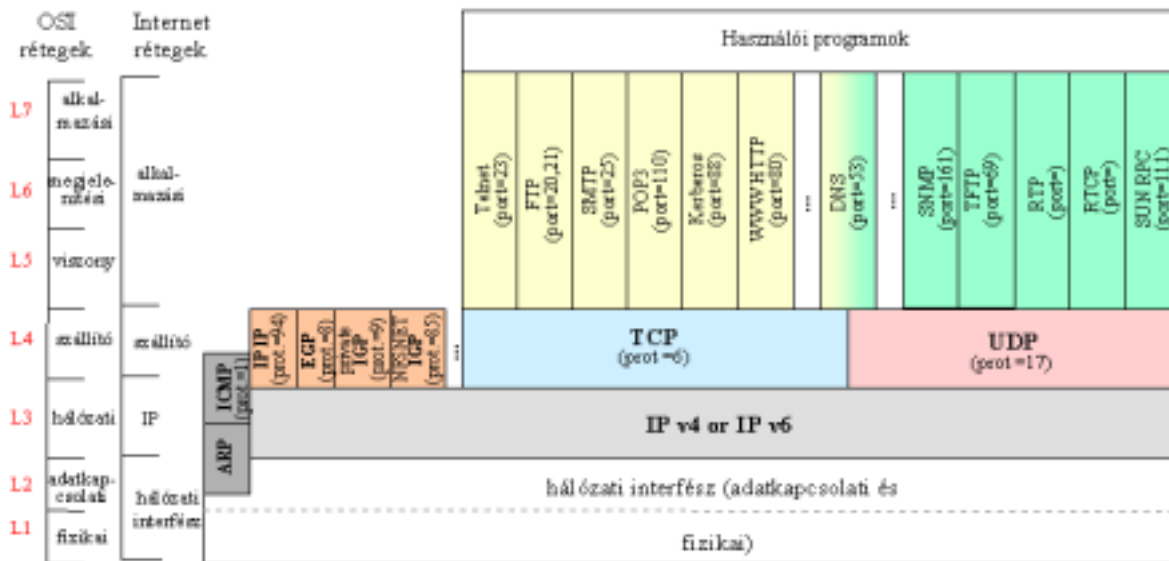 OSI
rétegek
Internet
rétegek
Használói programok
L7
alkal-
mazási
L6
megjele-
nítési
L5
viszony
L4
szállító
L3
hálózati
L2
adatkap-
csolati
L1
fizikai
alkal-
mazási
szállító
IP
hálózati
interfész
Telnet
(port=23)
FTP
(port=20,21)
SMTP
(port=25)
POP3
(port=110)
Kerberos
(port=88)
WWW HTTP
(port=80)
...
DNS
(port=53)
...
SNMP
(port=161)
TFTP
(port=69)
RTP
(port=)
RTCP
(port=)
SUN RPC
(port=111)
ICMP
(prot=1)
ARP
IP IP
(prot.=94)
EGP
(prot.=8)
private
IGP
(prot.=9)
NFSNET
IGP
(prot.=85)
...
TCP
(prot.=6)
UDP
(prot.=17)
IP v4 or IP v6
hálózati interfész (adatkapcsolati és
fizikai)